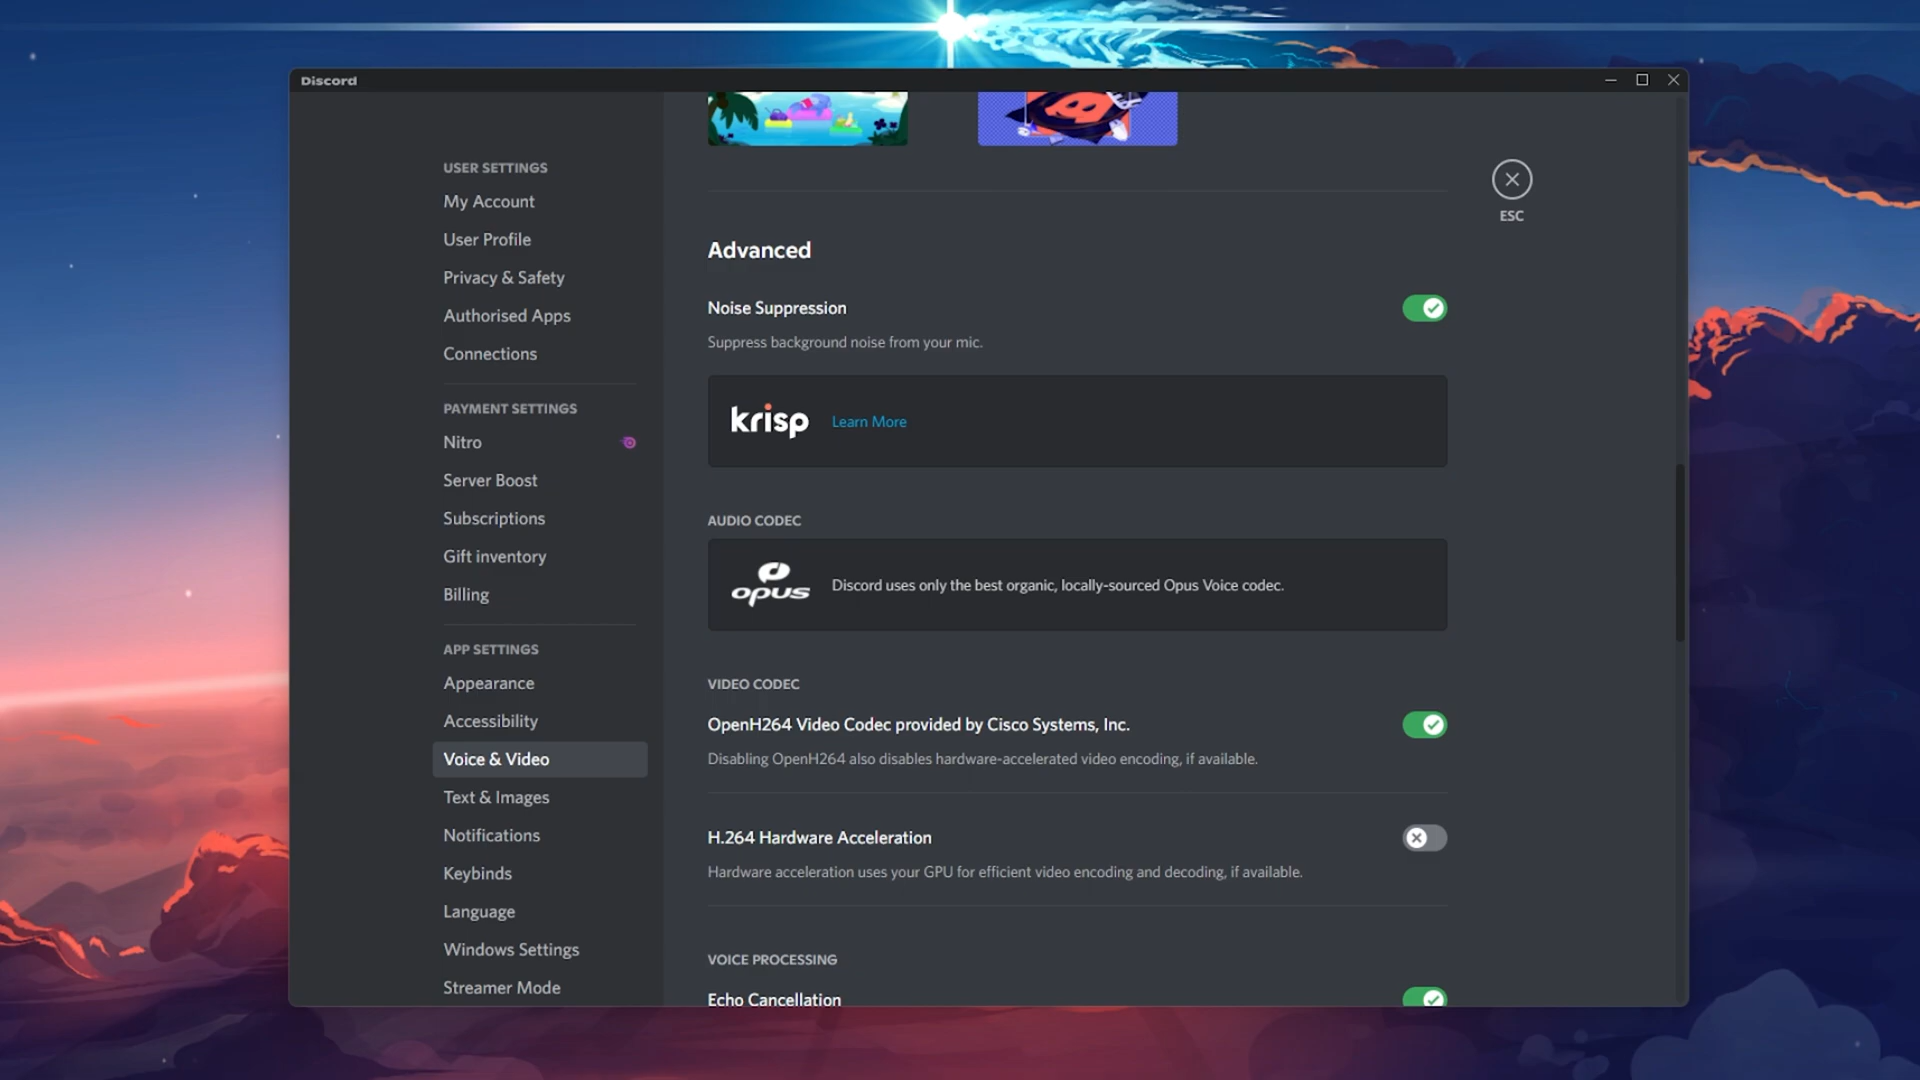 Discord
USER SETTINGS
My Account
User Profile
Privacy & Safety
Authorised Apps
Connections
PAYMENT SETTINGS
Nitro
Server Boost
Subscriptions
Gift inventory
Billing
APP SETTINGS
Appearance
Accessibility
Voice & Video
Text & Images
Notifications
Keybinds
Language
Windows Settings
Streamer Mode
ESC
Advanced
Noise Suppression
Suppress background noise from your mic.
krisp Learn More
AUDIO CODEC
opus Discord uses only the best organic, locally-sourced Opus Voice codec.
VIDEO CODEC
OpenH264 Video Codec provided by Cisco Systems, Inc.
Disabling OpenH264 also disables hardware-accelerated video encoding, if available.
H.264 Hardware Acceleration
Hardware acceleration uses your GPU for efficient video encoding and decoding, if available.
VOICE PROCESSING
Echo Cancellation